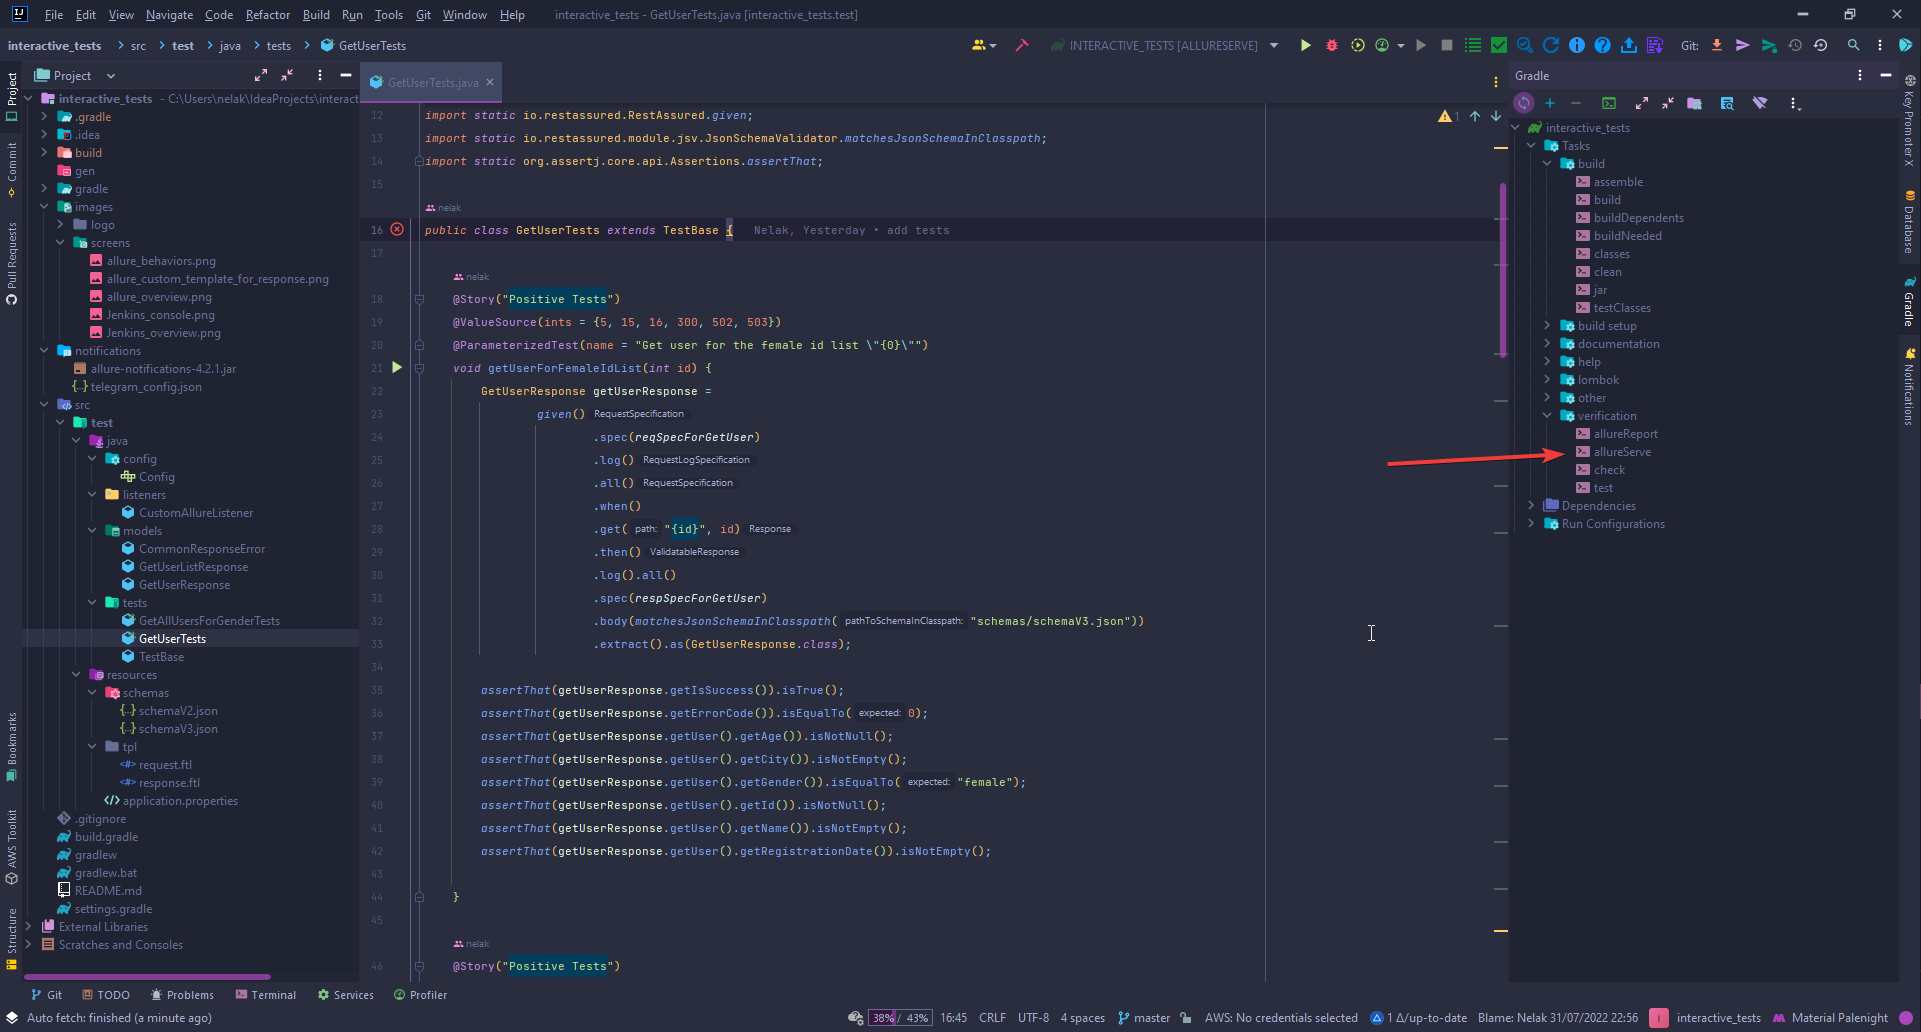 File Edit View Navigate Code Refactor Build Run Tools Git Window Help interactive_tests - GetUserTests.java [interactive_tests.test]
interactive_tests src test java tests GetUserTests INTERACTIVE_TESTS [ALLURESERVE] Git:
Project
Commit
Pull Requests
Bookmarks
AWS Toolkit
Structure
Project
interactive_tests - C:\Users\nelak\IdeaProjects\interact
.gradle
.idea
build
gen
gradle
images
logo
screens
allure_behaviors.png
allure_custom_template_for_response.png
allure_overview.png
Jenkins_console.png
Jenkins_overview.png
notifications
allure-notifications-4.2.1.jar
telegram_config.json
src
test
java
config
Config
listeners
CustomAllureListener
models
CommonResponseError
GetUserListResponse
GetUserResponse
tests
GetAllUsersForGenderTests
GetUserTests
TestBase
resources
schemas
schemaV2.json
schemaV3.json
tpl
request.ftl
response.ftl
application.properties
.gitignore
build.gradle
gradlew
gradlew.bat
README.md
settings.gradle
External Libraries
Scratches and Consoles
GetUserTests.java
1
12 import static io.restassured.RestAssured.given;
13 import static io.restassured.module.jsv.JsonSchemaValidator.matchesJsonSchemaInClasspath;
14 import static org.assertj.core.api.Assertions.assertThat;
15
nelak
16 public class GetUserTests extends TestBase { Nelak, Yesterday • add tests
17
nelak
18 @Story("Positive Tests")
19 @ValueSource(ints = {5, 15, 16, 300, 502, 503})
20 @ParameterizedTest(name = "Get user for the female id list \"{0}\"")
21 void getUserForFemaleIdList(int id) {
22 GetUserResponse getUserResponse =
23 given() RequestSpecification
24 .spec(reqSpecForGetUser)
25 .log() RequestLogSpecification
26 .all() RequestSpecification
27 .when()
28 .get( path: "{id}", id) Response
29 .then() ValidatableResponse
30 .log().all()
31 .spec(respSpecForGetUser)
32 .body(matchesJsonSchemaInClasspath( pathToSchemaInClasspath: "schemas/schemaV3.json"))
33 .extract().as(GetUserResponse.class);
34
35 assertThat(getUserResponse.getIsSuccess()).isTrue();
36 assertThat(getUserResponse.getErrorCode()).isEqualTo( expected: 0);
37 assertThat(getUserResponse.getUser().getAge()).isNotNull();
38 assertThat(getUserResponse.getUser().getCity()).isNotEmpty();
39 assertThat(getUserResponse.getUser().getGender()).isEqualTo( expected: "female");
40 assertThat(getUserResponse.getUser().getId()).isNotNull();
41 assertThat(getUserResponse.getUser().getName()).isNotEmpty();
42 assertThat(getUserResponse.getUser().getRegistrationDate()).isNotEmpty();
43
44 }
45
nelak
46 @Story("Positive Tests")
Gradle
interactive_tests
Tasks
build
assemble
build
buildDependents
buildNeeded
classes
clean
jar
testClasses
build setup
documentation
help
lombok
other
verification
allureReport
allureServe
check
test
Dependencies
Run Configurations
Key Promoter X
Database
Gradle
Notifications
Git TODO Problems Terminal Services Profiler
Auto fetch: finished (a minute ago) 38% / 43% 16:45 CRLF UTF-8 4 spaces master AWS: No credentials selected 1 Δ/up-to-date Blame: Nelak 31/07/2022 22:56 I interactive_tests Material Palenight